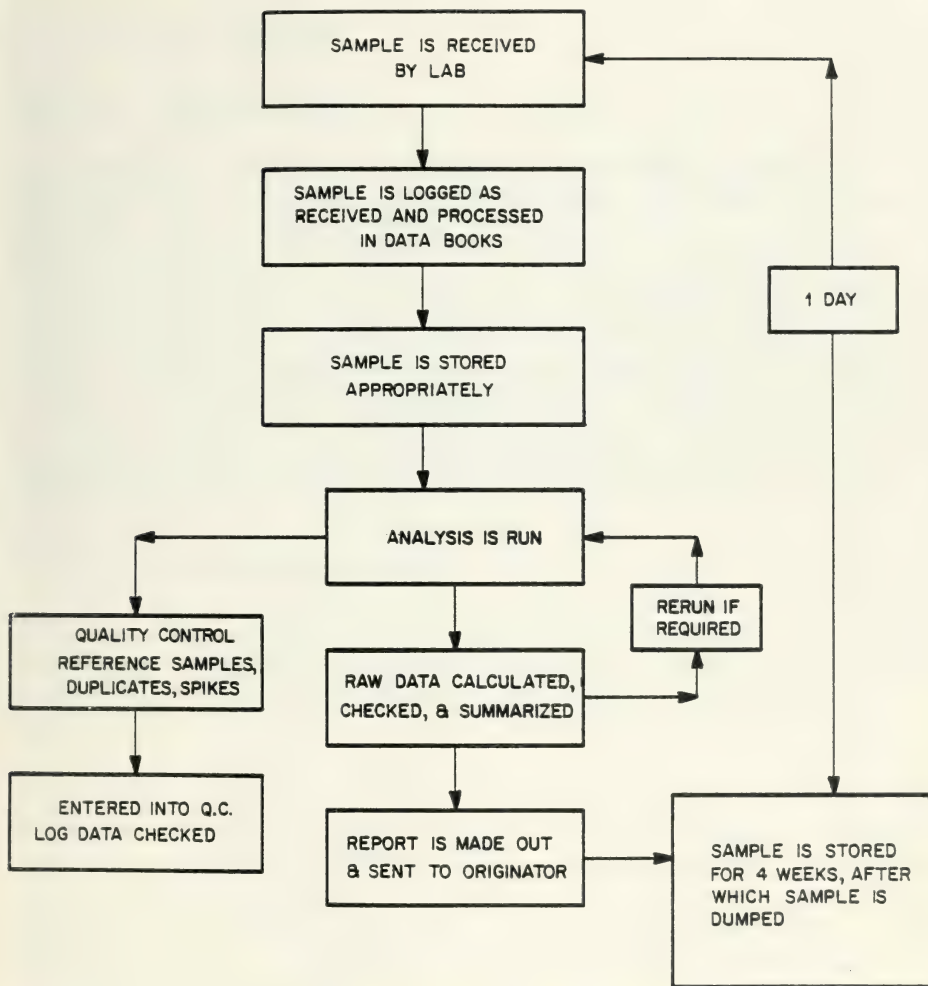 SAMPLE IS RECEIVED
BY LAB
SAMPLE IS LOGGED AS
RECEIVED AND PROCESSED
IN DATA BOOKS
1 DAY
SAMPLE IS STORED
APPROPRIATELY
ANALYSIS IS RUN
RERUN IF
REQUIRED
QUALITY CONTROL
REFERENCE SAMPLES,
DUPLICATES, SPIKES
RAW DATA CALCULATED,
CHECKED, & SUMMARIZED
ENTERED INTO Q.C.
LOG DATA CHECKED
REPORT IS MADE OUT
& SENT TO ORIGINATOR
SAMPLE IS STORED
FOR 4 WEEKS, AFTER
WHICH SAMPLE IS
DUMPED